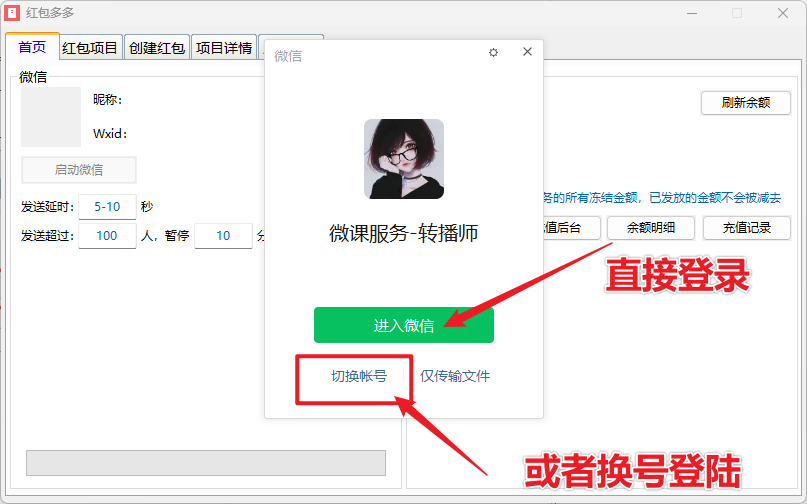 红包多多
首页 红包项目 创建红包 项目详情
微信
昵称：
Wxid：
启动微信
发送延时： 5-10 秒
发送超过： 100 人，暂停 10
微信
微课服务-转播师
进入微信
切换帐号 仅传输文件
刷新余额
务的所有冻结金额，已发放的金额不会被减去
值后台 余额明细 充值记录
直接登录
或者换号登陆